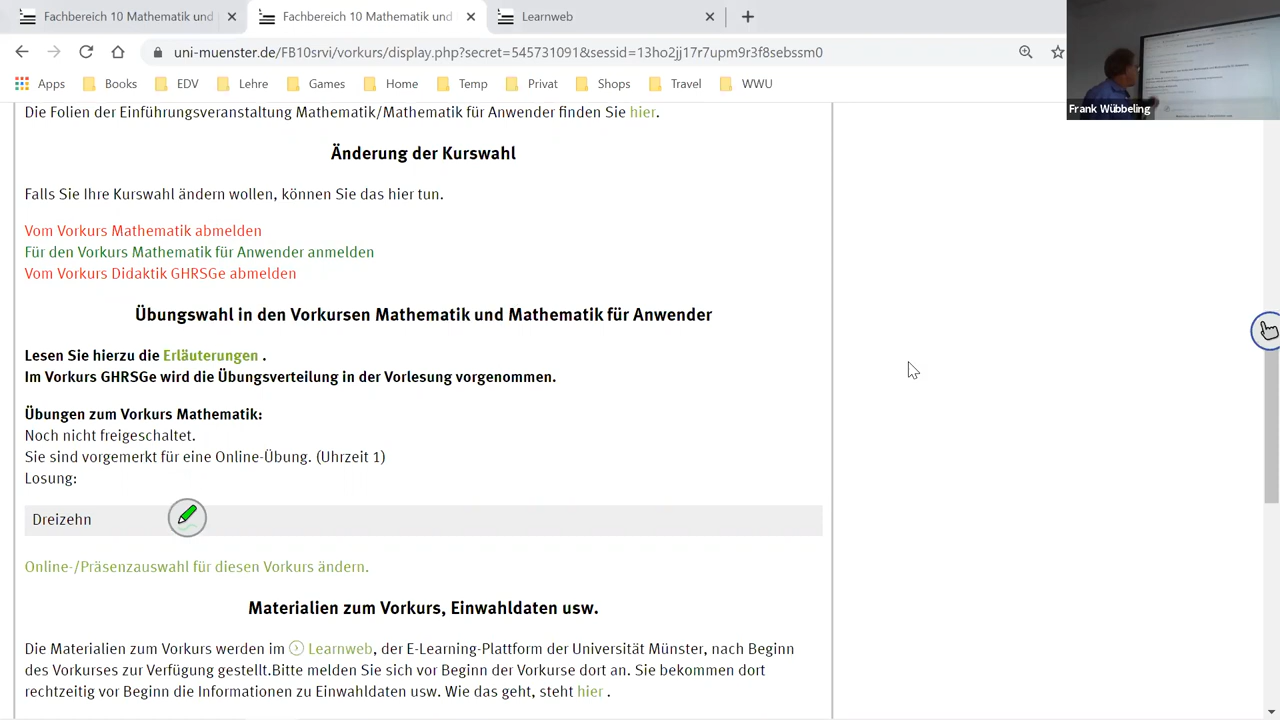 Fachbereich 10 Mathematik und
Fachbereich 10 Mathematik und
Learnweb
uni-muenster.de/FB10srvi/vorkurs/display.php?secret=545731091&sessid=13ho2jj17r7upm9r3f8sebssm0
Apps
Books
EDV
Lehre
Games
Home
Temp
Privat
Shops
Travel
WWU
Frank Wübbeling
Die Folien der Einführungsveranstaltung Mathematik/Mathematik für Anwender finden Sie hier.
Änderung der Kurswahl
Falls Sie Ihre Kurswahl ändern wollen, können Sie das hier tun.
Vom Vorkurs Mathematik abmelden
Für den Vorkurs Mathematik für Anwender anmelden
Vom Vorkurs Didaktik GHRSGe abmelden
Übungswahl in den Vorkursen Mathematik und Mathematik für Anwender
Lesen Sie hierzu die Erläuterungen .
Im Vorkurs GHRSGe wird die Übungsverteilung in der Vorlesung vorgenommen.
Übungen zum Vorkurs Mathematik:
Noch nicht freigeschaltet.
Sie sind vorgemerkt für eine Online-Übung. (Uhrzeit 1)
Losung:
Dreizehn
Online-/Präsenzauswahl für diesen Vorkurs ändern.
Materialien zum Vorkurs, Einwahldaten usw.
Die Materialien zum Vorkurs werden im Learnweb, der E-Learning-Plattform der Universität Münster, nach Beginn
des Vorkurses zur Verfügung gestellt.Bitte melden Sie sich vor Beginn der Vorkurse dort an. Sie bekommen dort
rechtzeitig vor Beginn die Informationen zu Einwahldaten usw. Wie das geht, steht hier .